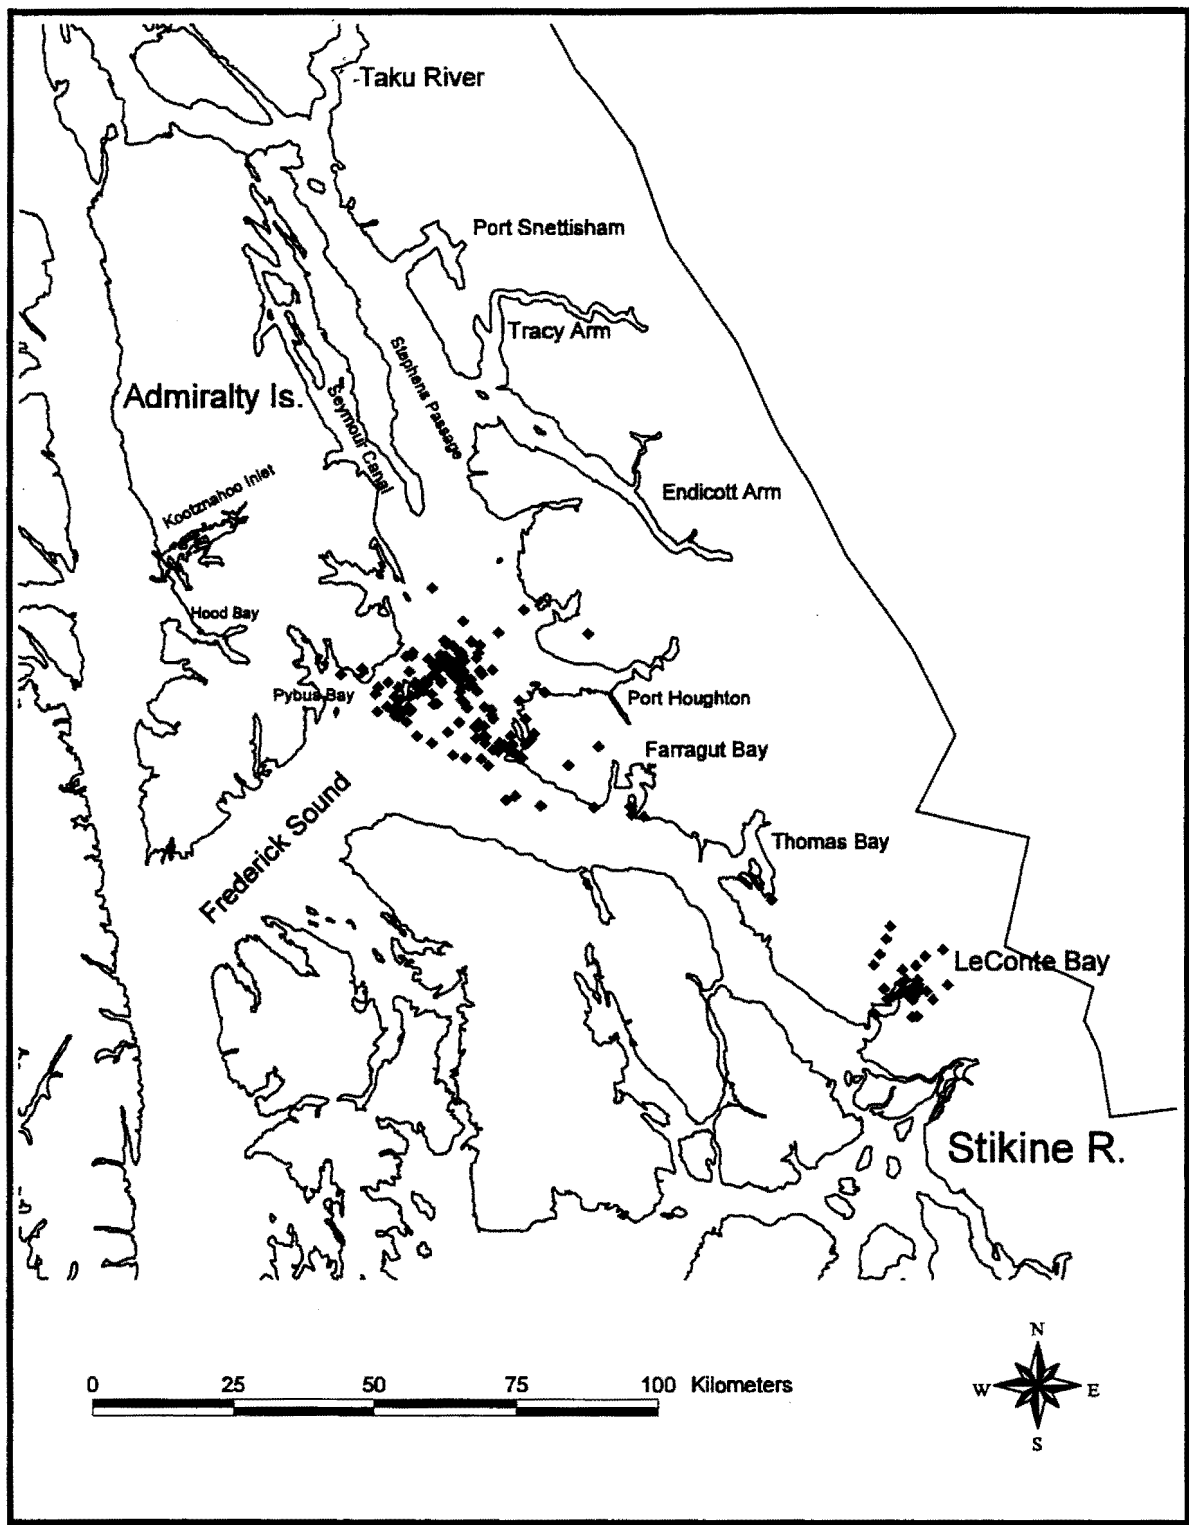 Taku River
Port Snettisham
Tracy Arm
Stephens Passage
Admiralty Is.
Seymour Canal
Kootznahoo Inlet
Endicott Arm
Hood Bay
Pybus Bay
Port Houghton
Farragut Bay
Frederick Sound
Thomas Bay
LeConte Bay
Stikine R.
0 25 50 75 100 Kilometers
N
W E
S